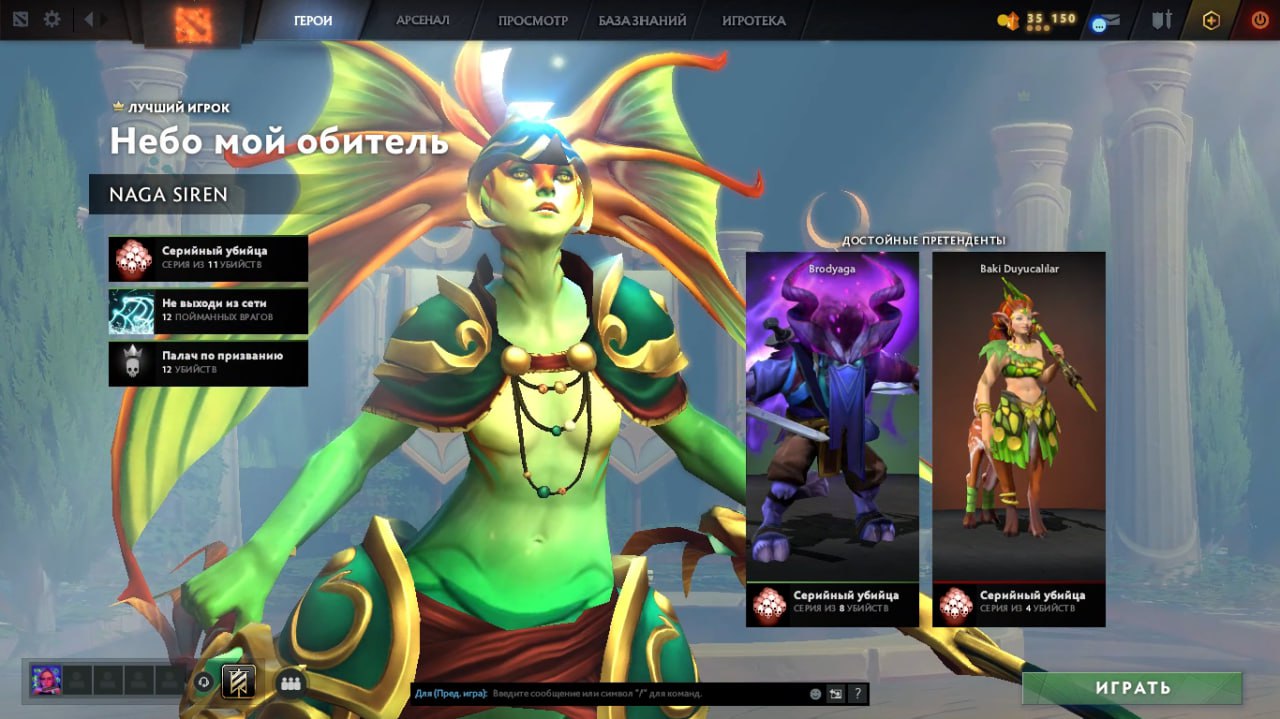 ГЕРОИ
АРСЕНАЛ
ПРОСМОТР
БАЗА ЗНАНИЙ
ИГРОТЕКА
35 150
ЛУЧШИЙ ИГРОК
Небо мой обитель
NAGA SIREN
Серийный убийца
СЕРИЯ ИЗ 11 УБИЙСТВ
Не выходи из сети
12 ПОЙМАННЫХ ВРАГОВ
Палач по призванию
12 УБИЙСТВ
ДОСТОЙНЫЕ ПРЕТЕНДЕНТЫ
Brodyaga
Серийный убийца
СЕРИЯ ИЗ 8 УБИЙСТВ
Baki Duyucalılar
Серийный убийца
СЕРИЯ ИЗ 4 УБИЙСТВ
Для (Пред. игра): Введите сообщение или символ "/" для команд.
?
ИГРАТЬ